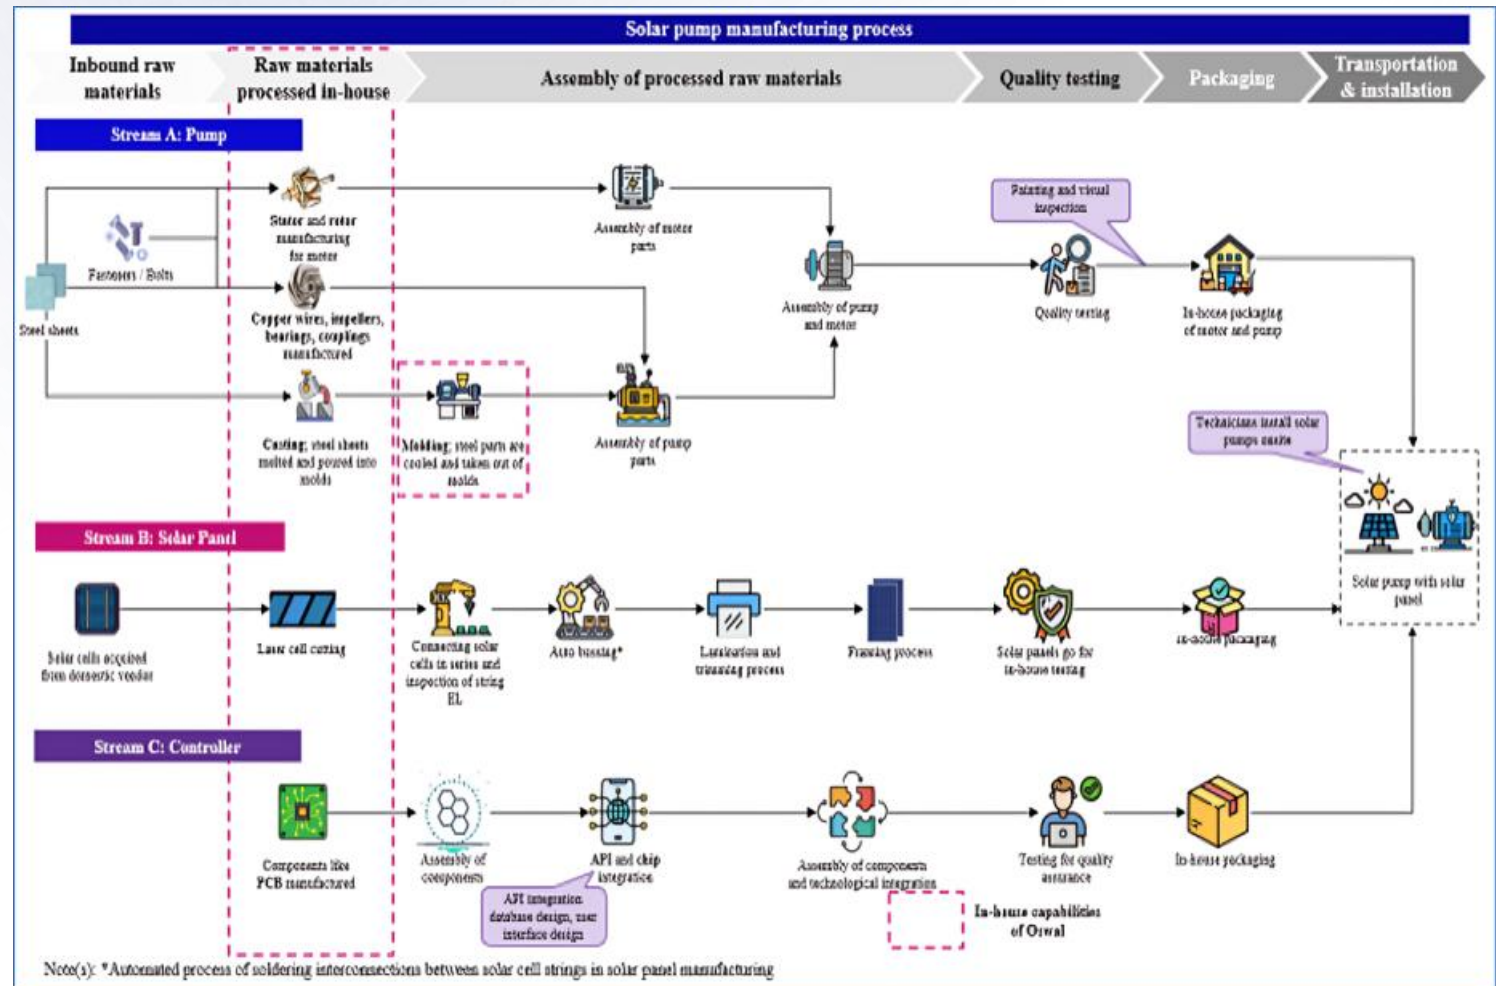 Solar pump manufacturing process
Inbound raw
materials
Raw materials
processed in-house
Assembly of processed raw materials
Quality testing
Packaging
Transportation
& installation
Stream A: Pump
Steel sheets
Fasteners / Bolts
Stator and rotor
manufacturing
for motor
Copper wires, impellers,
bearings, couplings
manufactured
Casting; steel sheets
melted and poured into
molds
Molding; steel parts are
cooled and taken out of
molds
Assembly of motor
parts
Assembly of pump
parts
Assembly of pump
and motor
Painting and visual
inspection
Quality testing
In-house packaging
of motor and pump
Technicians install solar
pumps onsite
Solar pump with solar
panel
Stream B: Solar Panel
Solar cells acquired
from domestic vendor
Laser cell cutting
Connecting solar
cells in series and
inspection of string
EL
Auto bussing*
Lamination and
trimming process
Framing process
Solar panels go for
in-house testing
in-house packaging
Stream C: Controller
Components like
PCB manufactured
Assembly of
components
API and chip
integration
API integration
database design, user
interface design
Assembly of components
and technological integration
Testing for quality
assurance
In-house packaging
In-house capabilities
of Oswal
Note(s): *Automated process of soldering interconnections between solar cell strings in solar panel manufacturing